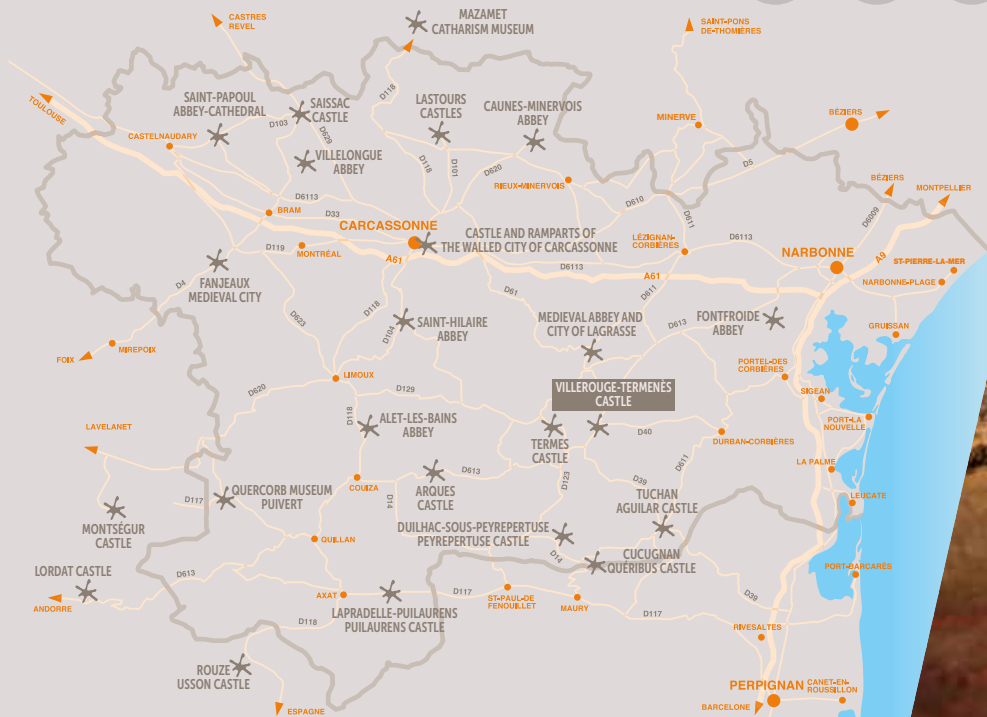 MAZAMET
CATHARISM MUSEUM
CASTRES
REVEL
SAINT-PONS
DE-THOMIÈRES
TOULOUSE
D118
SAINT-PAPOUL
ABBEY-CATHEDRAL
SAISSAC
CASTLE
LASTOURS
CASTLES
CAUNES-MINERVOIS
ABBEY
MINERVE
BÉZIERS
D103
D629
CASTELNAUDARY
VILLELONGUE
ABBEY
D118
D101
D620
D5
RIEUX-MINERVOIS
BÉZIERS
MONTPELLIER
D6113
D610
D611
D6009
BRAM
D33
CARCASSONNE
CASTLE AND RAMPARTS OF
THE WALLED CITY OF CARCASSONNE
LÉZIGNAN-
CORBIÈRES
D6113
NARBONNE
D119
MONTRÉAL
A61
D6113
A61
A9
ST-PIERRE-LA-MER
NARBONNE-PLAGE
FANJEAUX
MEDIEVAL CITY
D4
D623
D118
D104
SAINT-HILAIRE
ABBEY
D61
D611
MEDIEVAL ABBEY AND
CITY OF LAGRASSE
D613
FONTFROIDE
ABBEY
GRUISSAN
FOIX
MIREPOIX
LIMOUX
PORTEL-DES
CORBIÈRES
SIGEAN
D620
D129
VILLEROUGE-TERMENÈS
CASTLE
PORT-LA
NOUVELLE
LAVELANET
D118
ALET-LES-BAINS
ABBEY
TERMES
CASTLE
D40
DURBAN-CORBIÈRES
LA PALME
D117
QUERCORB MUSEUM
PUIVERT
COUIZA
D14
ARQUES
CASTLE
D613
D123
D39
D611
TUCHAN
AGUILAR CASTLE
LEUCATE
MONTSÉGUR
CASTLE
QUILLAN
DUILHAC-SOUS-PEYREPERTUSE
PEYREPERTUSE CASTLE
D14
CUCUGNAN
QUÉRIBUS CASTLE
LORDAT CASTLE
D613
PORT-BARCARÈS
ANDORRE
AXAT
LAPRADELLE-PUILAURENS
PUILAURENS CASTLE
D117
ST-PAUL-DE
FENOUILLET
MAURY
D117
D39
D118
RIVESALTES
ROUZE
USSON CASTLE
ESPAGNE
PERPIGNAN
CANET-EN-
ROUSSILLON
BARCELONE